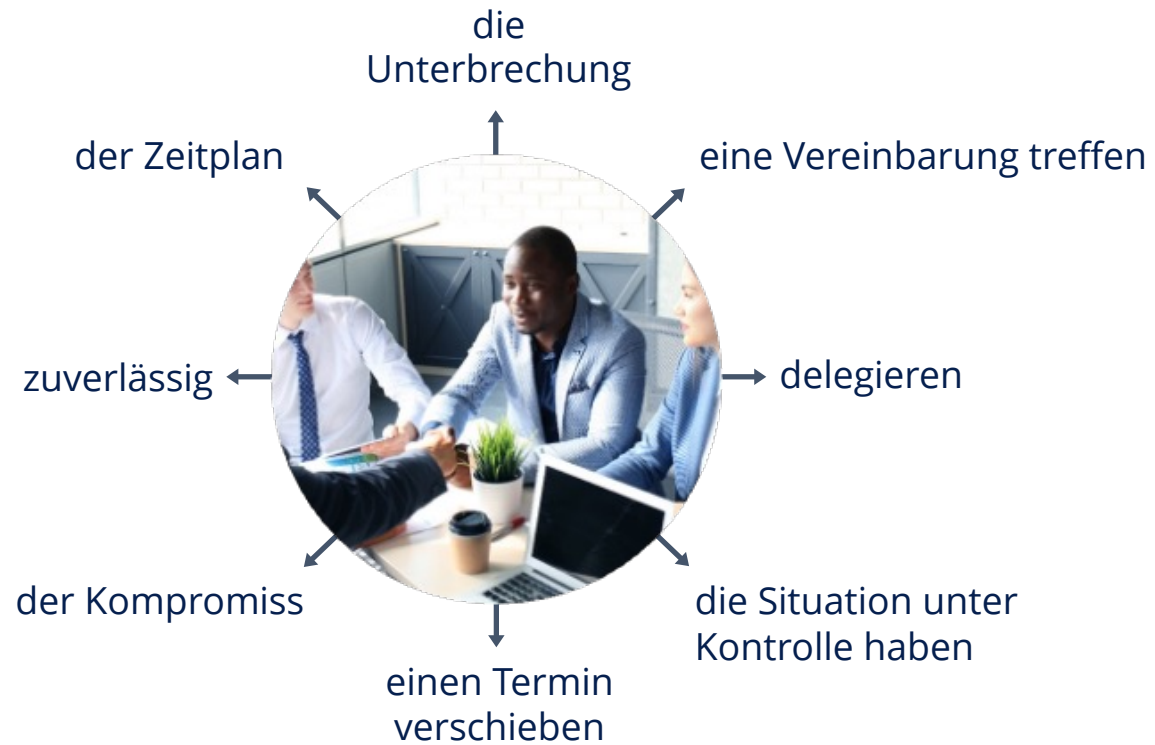 die
Unterbrechung
der Zeitplan
eine Vereinbarung treffen
zuverlässig
delegieren
der Kompromiss
die Situation unter
Kontrolle haben
einen Termin
verschieben